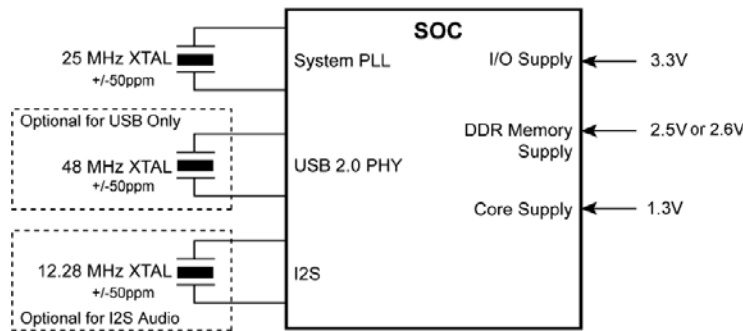 SOC
25 MHz XTAL
+/-50ppm
System PLL
I/O Supply
3.3V
Optional for USB Only
48 MHz XTAL
+/-50ppm
USB 2.0 PHY
DDR Memory
Supply
2.5V or 2.6V
Core Supply
1.3V
12.28 MHz XTAL
+/-50ppm
I2S
Optional for I2S Audio